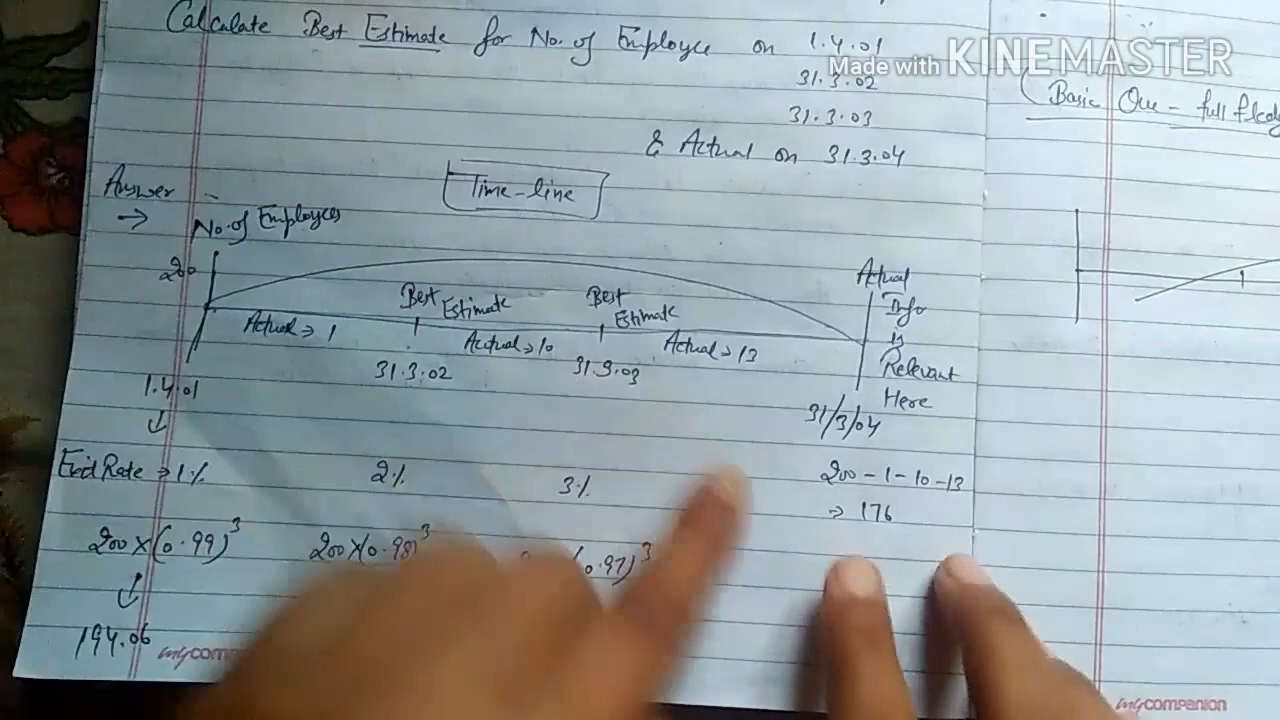 Calculate Best Estimate for No. of Employee on 1.4.01
Made with KINEMASTER
31.3.02
31.3.03
& Actual on 31.3.04
(Basic Que - full
Answer -
Time-line
→ No. of Employees
200
Actual → 1
Best Estimate
Actual → 10
Best Estimate
Actual → 13
Actual
Info
is
Relevant
Here
1.4.01
31.3.02
31.3.03
31/3/04
Exit Rate → 1%
2%
3%
200 - 1 - 10 - 13
→ 176
200 x (0.99)³
200 x (0.98)³
(0.97)³
194.06
mycom
mycompanion